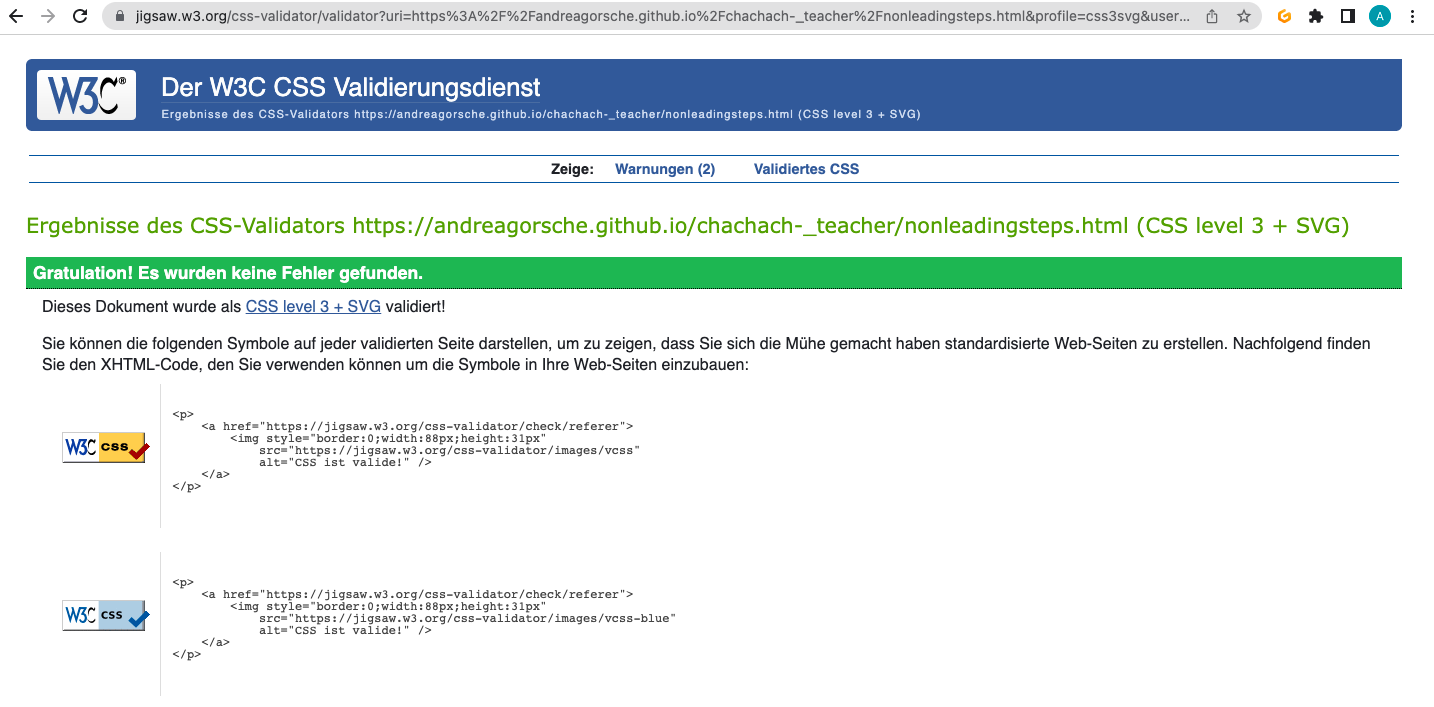 jigsaw.w3.org/css-validator/validator?uri=https%3A%2F%2Fandreagorsche.github.io%2Fchachach-_teacher%2Fnonleadingsteps.html&profile=css3svg&user...
A
W3C®
Der W3C CSS Validierungsdienst
Ergebnisse des CSS-Validators https://andreagorsche.github.io/chachach-_teacher/nonleadingsteps.html (CSS level 3 + SVG)
Zeige: Warnungen (2) Validiertes CSS
Ergebnisse des CSS-Validators https://andreagorsche.github.io/chachach-_teacher/nonleadingsteps.html (CSS level 3 + SVG)
Gratulation! Es wurden keine Fehler gefunden.
Dieses Dokument wurde als CSS level 3 + SVG validiert!
Sie können die folgenden Symbole auf jeder validierten Seite darstellen, um zu zeigen, dass Sie sich die Mühe gemacht haben standardisierte Web-Seiten zu erstellen. Nachfolgend finden
Sie den XHTML-Code, den Sie verwenden können um die Symbole in Ihre Web-Seiten einzubauen:
W3C CSS
<p>
<a href="https://jigsaw.w3.org/css-validator/check/referer">
<img style="border:0;width:88px;height:31px"
src="https://jigsaw.w3.org/css-validator/images/vcss"
alt="CSS ist valide!" />
</a>
</p>
W3C CSS
<p>
<a href="https://jigsaw.w3.org/css-validator/check/referer">
<img style="border:0;width:88px;height:31px"
src="https://jigsaw.w3.org/css-validator/images/vcss-blue"
alt="CSS ist valide!" />
</a>
</p>